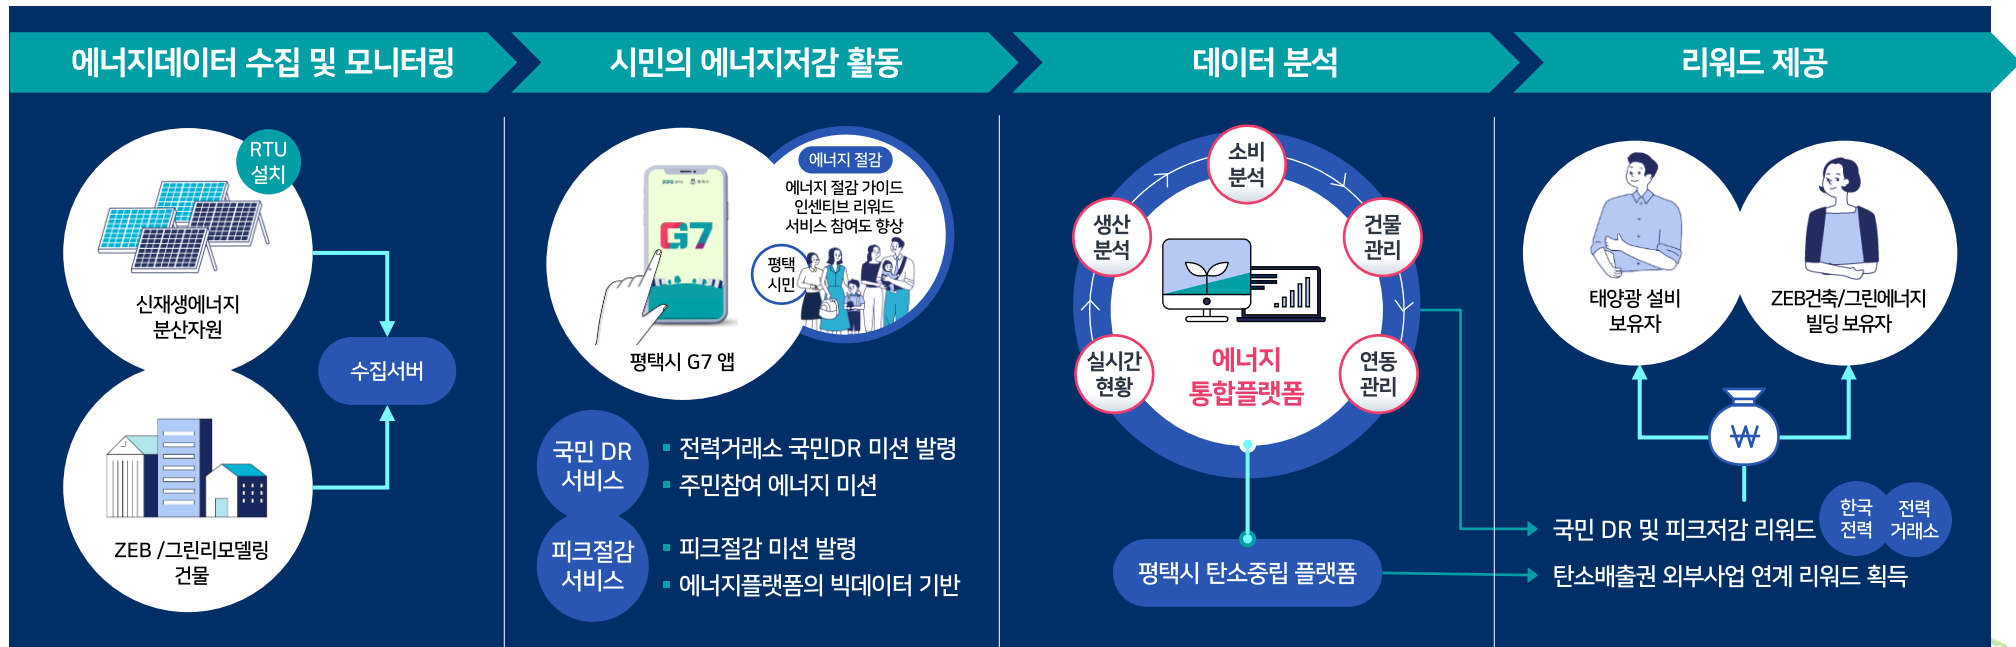 에너지데이터 수집 및 모니터링
시민의 에너지저감 활동
데이터 분석
리워드 제공
RTU
설치
신재생에너지
분산자원
수집서버
ZEB /그린리모델링
건물
G7
평택시 G7 앱
에너지 절감
에너지 절감 가이드
인센티브 리워드
서비스 참여도 향상
평택
시민
국민 DR
서비스
전력거래소 국민DR 미션 발령
주민참여 에너지 미션
피크절감
서비스
피크절감 미션 발령
에너지플랫폼의 빅데이터 기반
소비
분석
생산
분석
건물
관리
실시간
현황
연동
관리
에너지
통합플랫폼
평택시 탄소중립 플랫폼
태양광 설비
보유자
ZEB건축/그린에너지
빌딩 보유자
₩
국민 DR 및 피크저감 리워드
한국
전력
전력
거래소
탄소배출권 외부사업 연계 리워드 획득